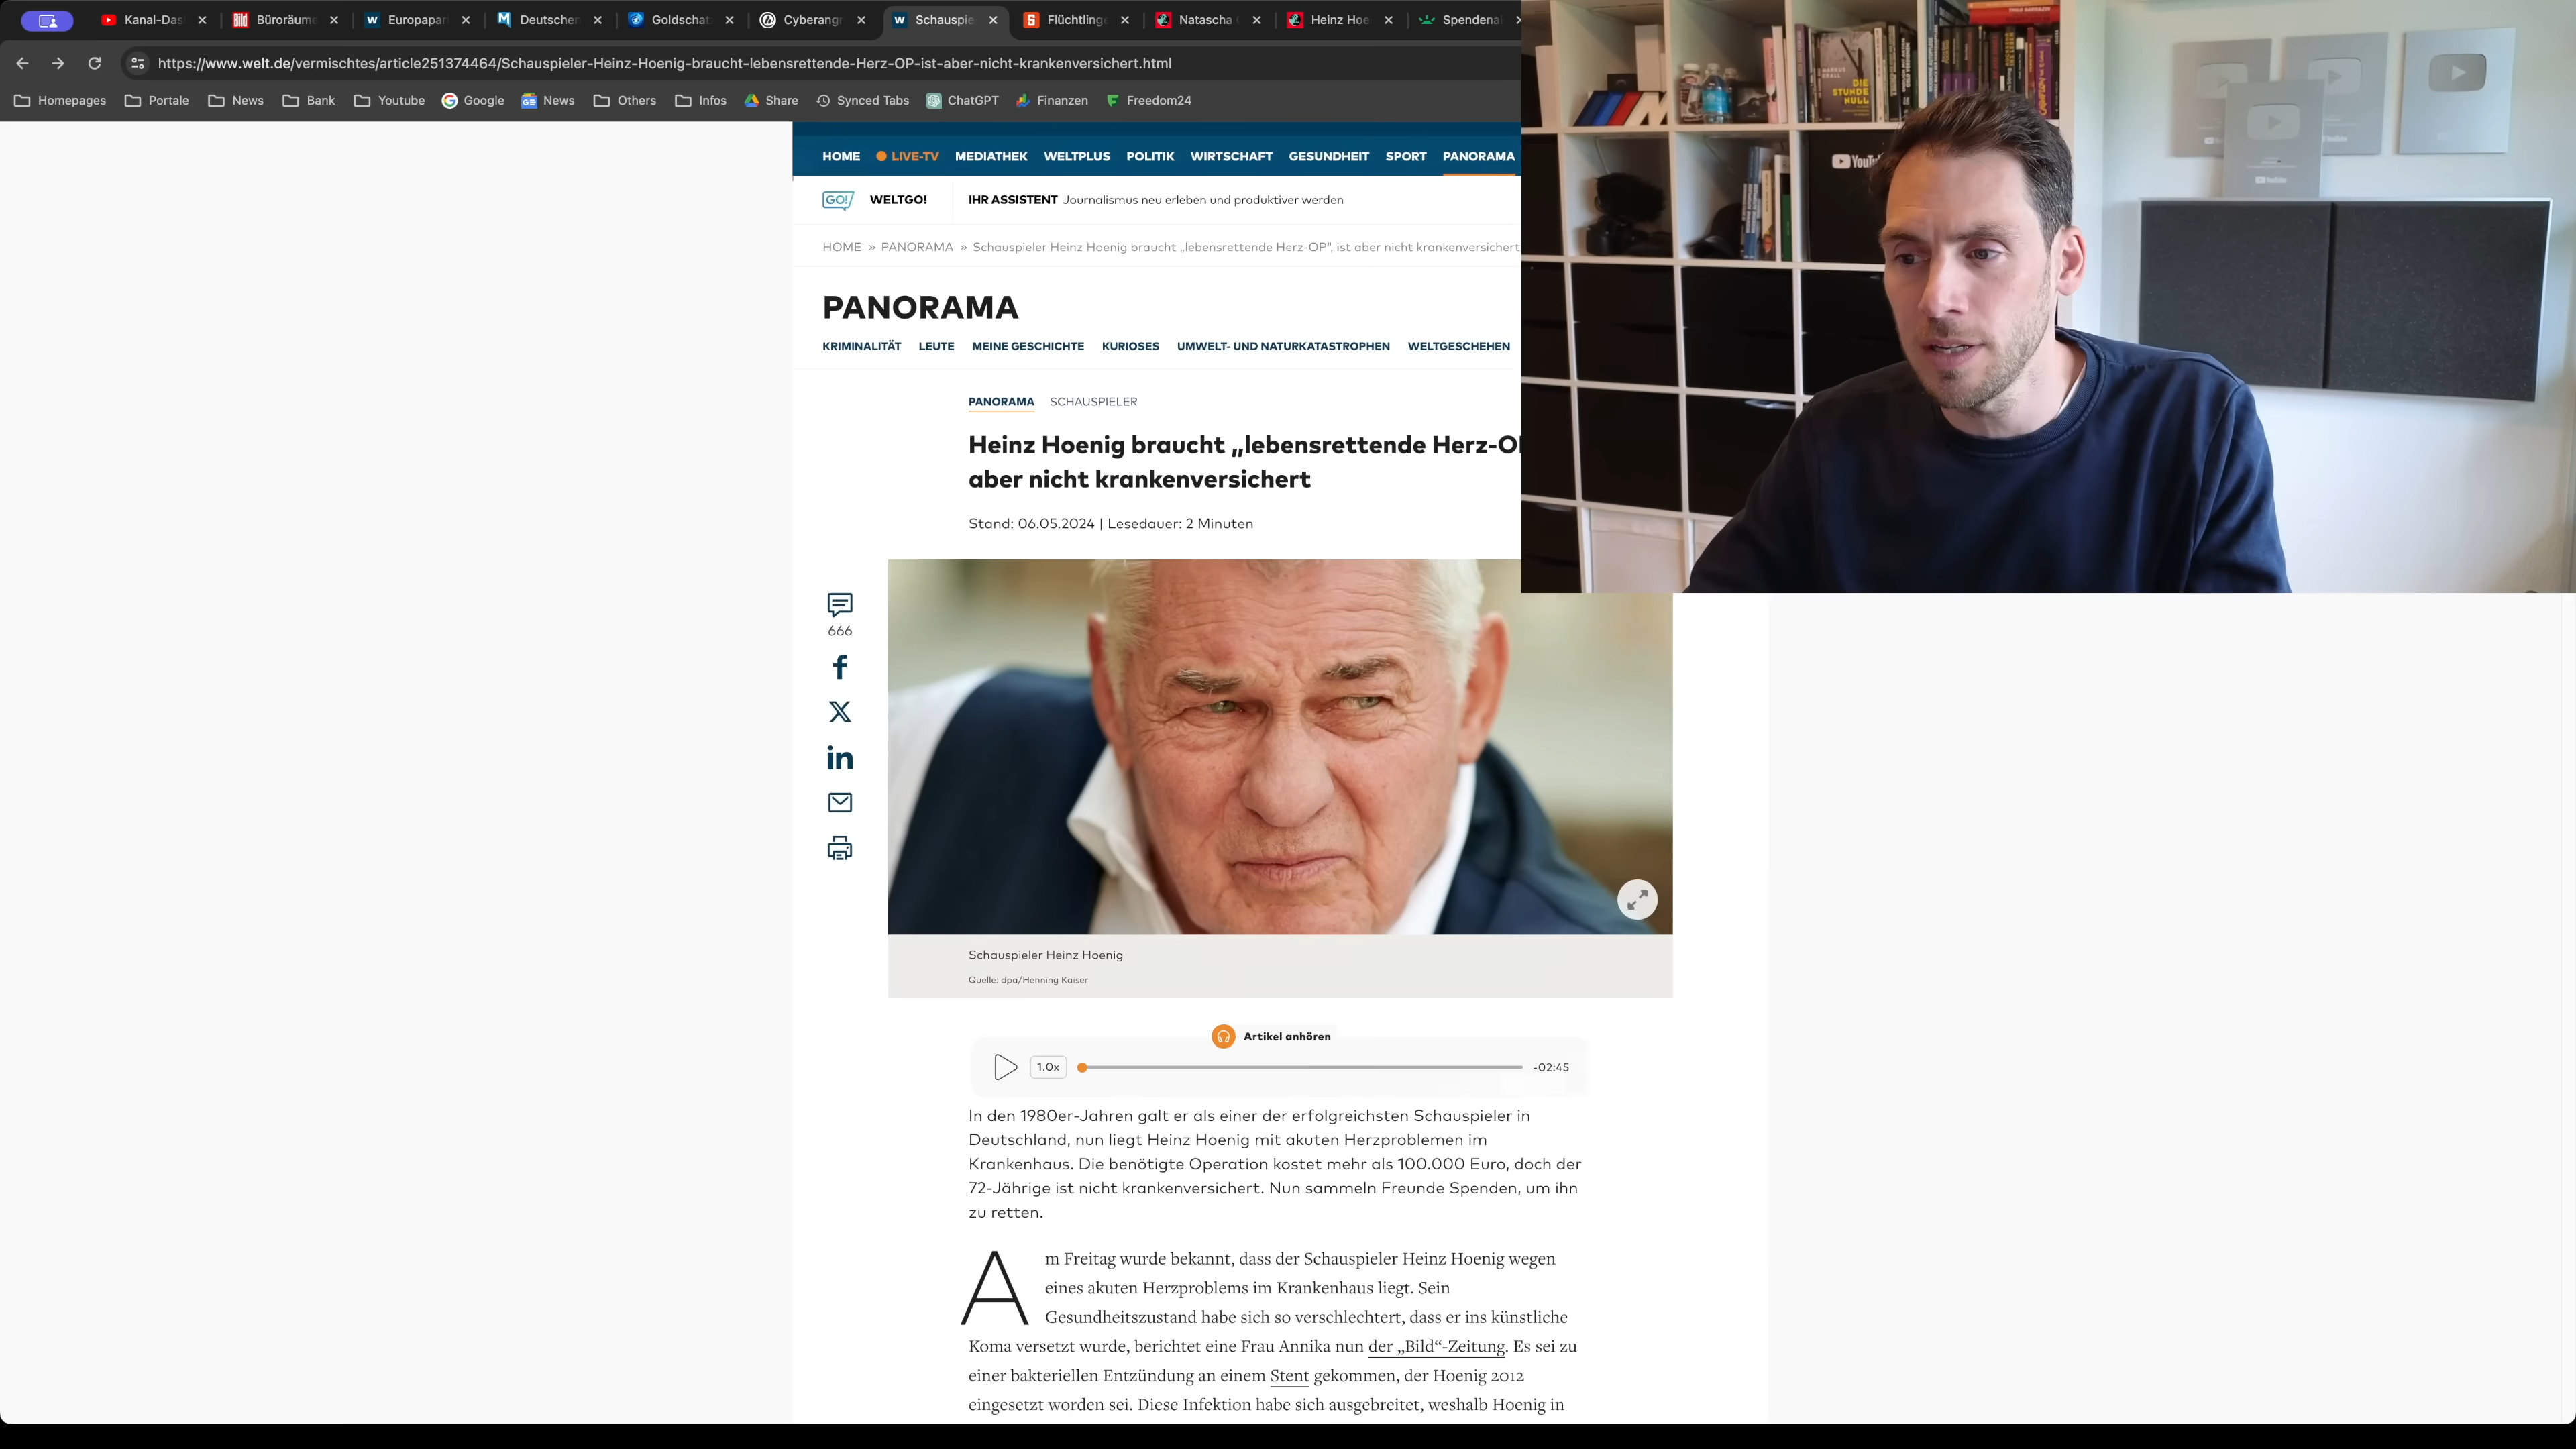 Kanal-Das
Büroräume
Europapar
Deutscher
Goldschat
Cyberangr
Schauspie
Flüchtling
Natascha
Heinz Hoe
Spendena
https://www.welt.de/vermischtes/article251374464/Schauspieler-Heinz-Hoenig-braucht-lebensrettende-Herz-OP-ist-aber-nicht-krankenversichert.html
Homepages Portale News Bank Youtube Google News Others Infos Share Synced Tabs ChatGPT Finanzen Freedom24
HOME LIVE-TV MEDIATHEK WELTPLUS POLITIK WIRTSCHAFT GESUNDHEIT SPORT PANORAMA
GO! WELTGO! IHR ASSISTENT Journalismus neu erleben und produktiver werden
HOME » PANORAMA » Schauspieler Heinz Hoenig braucht „lebensrettende Herz-OP“, ist aber nicht krankenversichert
PANORAMA
KRIMINALITÄT LEUTE MEINE GESCHICHTE KURIOSES UMWELT- UND NATURKATASTROPHEN WELTGESCHEHEN
PANORAMA SCHAUSPIELER
Heinz Hoenig braucht „lebensrettende Herz-OP
aber nicht krankenversichert
Stand: 06.05.2024 | Lesedauer: 2 Minuten
666
Schauspieler Heinz Hoenig
Quelle: dpa/Henning Kaiser
Artikel anhören
1.0x -02:45
In den 1980er-Jahren galt er als einer der erfolgreichsten Schauspieler in
Deutschland, nun liegt Heinz Hoenig mit akuten Herzproblemen im
Krankenhaus. Die benötigte Operation kostet mehr als 100.000 Euro, doch der
72-Jährige ist nicht krankenversichert. Nun sammeln Freunde Spenden, um ihn
zu retten.
Am Freitag wurde bekannt, dass der Schauspieler Heinz Hoenig wegen
eines akuten Herzproblems im Krankenhaus liegt. Sein
Gesundheitszustand habe sich so verschlechtert, dass er ins künstliche
Koma versetzt wurde, berichtet eine Frau Annika nun der „Bild“-Zeitung. Es sei zu
einer bakteriellen Entzündung an einem Stent gekommen, der Hoenig 2012
eingesetzt worden sei. Diese Infektion habe sich ausgebreitet, weshalb Hoenig in
DIE
STUNDE
NULL
YouTu
YouTube